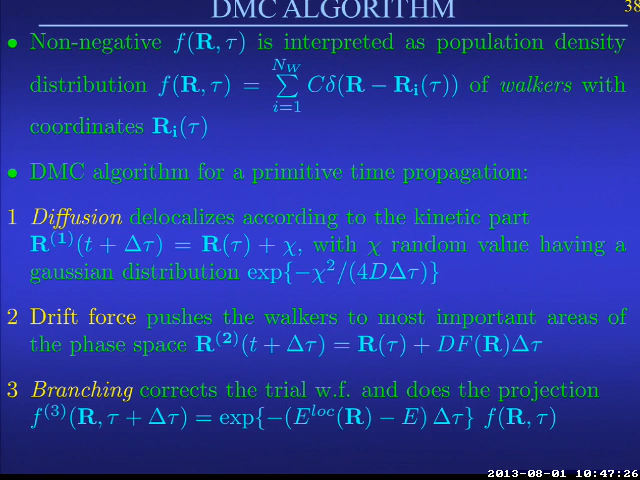 DMC ALGORITHM
38
• Non-negative f(R, τ) is interpreted as population density
distribution f(R, τ) = ∑_{i=1}^{N_W} Cδ(R − R_i(τ)) of walkers with
coordinates R_i(τ)
• DMC algorithm for a primitive time propagation:
1 Diffusion delocalizes according to the kinetic part
R^(1)(t + Δτ) = R(τ) + χ, with χ random value having a
gaussian distribution exp{−χ²/(4DΔτ)}
2 Drift force pushes the walkers to most important areas of
the phase space R^(2)(t + Δτ) = R(τ) + DF(R)Δτ
3 Branching corrects the trial w.f. and does the projection
f^(3)(R, τ + Δτ) = exp{−(E^loc(R) − E) Δτ} f(R, τ)
2013-08-01 10:47:26